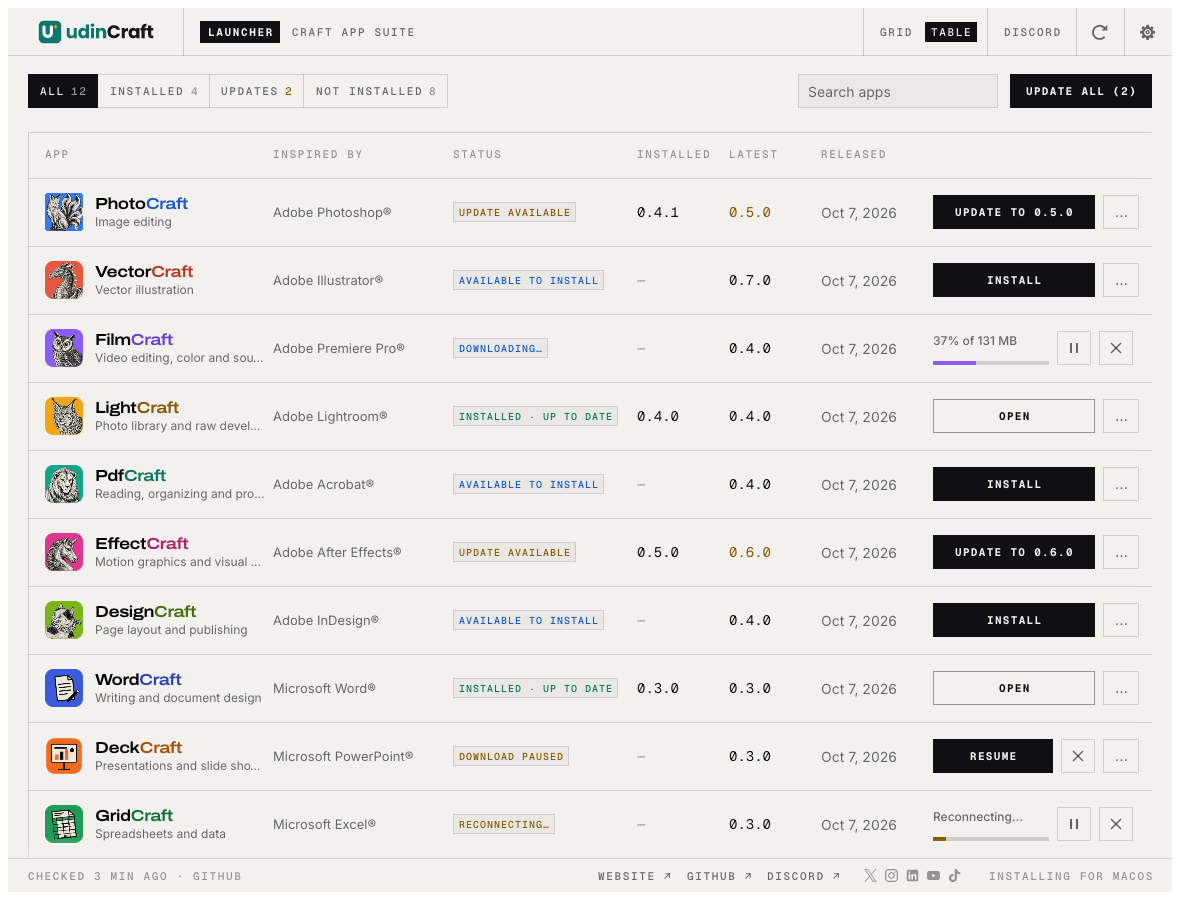 udinCraft LAUNCHER CRAFT APP SUITE GRID TABLE DISCORD
ALL 12 INSTALLED 4 UPDATES 2 NOT INSTALLED 8 Search apps UPDATE ALL (2)
APP INSPIRED BY STATUS INSTALLED LATEST RELEASED
PhotoCraft
Image editing
Adobe Photoshop® UPDATE AVAILABLE 0.4.1 0.5.0 Oct 7, 2026 UPDATE TO 0.5.0 ...
VectorCraft
Vector illustration
Adobe Illustrator® AVAILABLE TO INSTALL — 0.7.0 Oct 7, 2026 INSTALL ...
FilmCraft
Video editing, color and sou...
Adobe Premiere Pro® DOWNLOADING… — 0.4.0 Oct 7, 2026 37% of 131 MB
LightCraft
Photo library and raw devel...
Adobe Lightroom® INSTALLED · UP TO DATE 0.4.0 0.4.0 Oct 7, 2026 OPEN ...
PdfCraft
Reading, organizing and pro...
Adobe Acrobat® AVAILABLE TO INSTALL — 0.4.0 Oct 7, 2026 INSTALL ...
EffectCraft
Motion graphics and visual ...
Adobe After Effects® UPDATE AVAILABLE 0.5.0 0.6.0 Oct 7, 2026 UPDATE TO 0.6.0 ...
DesignCraft
Page layout and publishing
Adobe InDesign® AVAILABLE TO INSTALL — 0.4.0 Oct 7, 2026 INSTALL ...
WordCraft
Writing and document design
Microsoft Word® INSTALLED · UP TO DATE 0.3.0 0.3.0 Oct 7, 2026 OPEN ...
DeckCraft
Presentations and slide sho...
Microsoft PowerPoint® DOWNLOAD PAUSED — 0.3.0 Oct 7, 2026 RESUME ...
GridCraft
Spreadsheets and data
Microsoft Excel® RECONNECTING… — 0.3.0 Oct 7, 2026 Reconnecting...
CHECKED 3 MIN AGO · GITHUB WEBSITE ↗ GITHUB ↗ DISCORD ↗ INSTALLING FOR MACOS